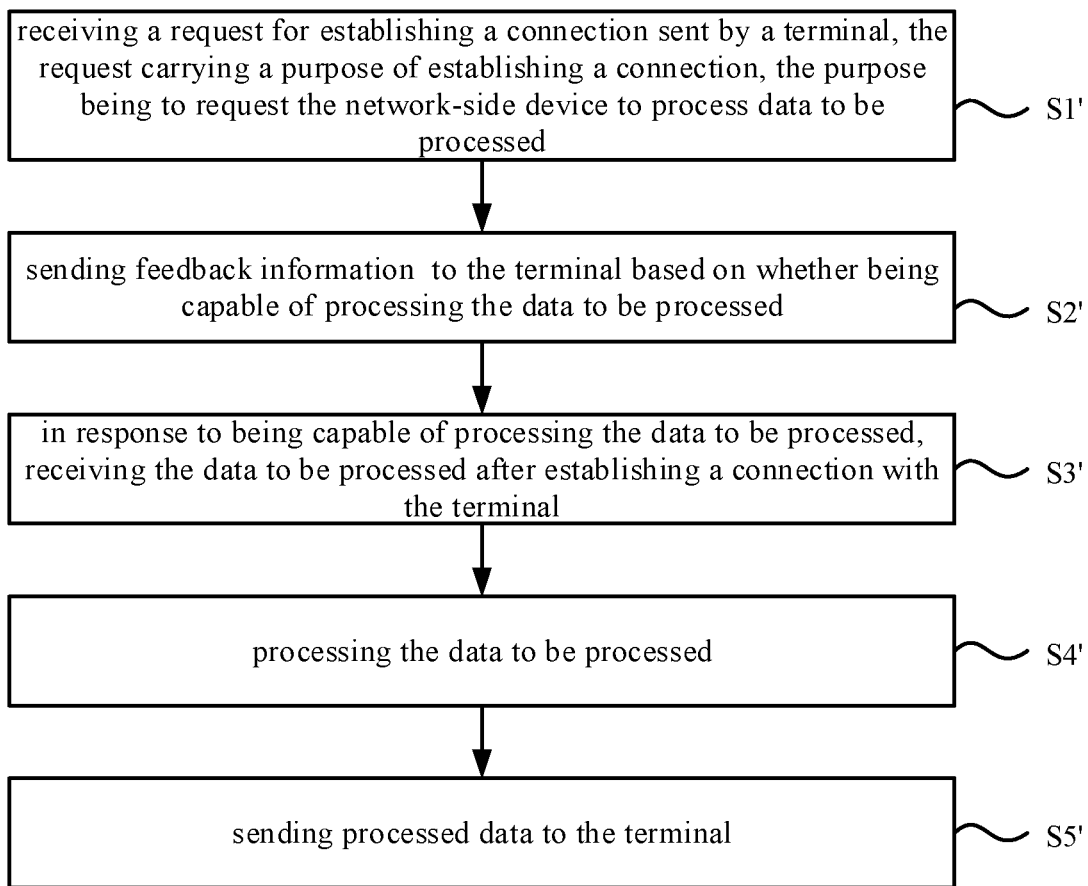 receiving a request for establishing a connection sent by a terminal, the
request carrying a purpose of establishing a connection, the purpose
being to request the network-side device to process data to be
processed
S1'
sending feedback information to the terminal based on whether being
capable of processing the data to be processed
S2'
in response to being capable of processing the data to be processed,
receiving the data to be processed after establishing a connection with
the terminal
S3'
processing the data to be processed
S4'
sending processed data to the terminal
S5'